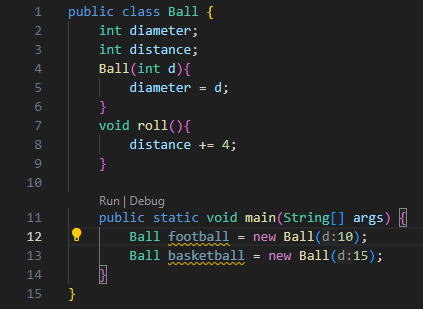 1 public class Ball {
2 int diameter;
3 int distance;
4 Ball(int d){
5 diameter = d;
6 }
7 void roll(){
8 distance += 4;
9 }
10
Run | Debug
11 public static void main(String[] args) {
12 Ball football = new Ball(d:10);
13 Ball basketball = new Ball(d:15);
14 }
15 }